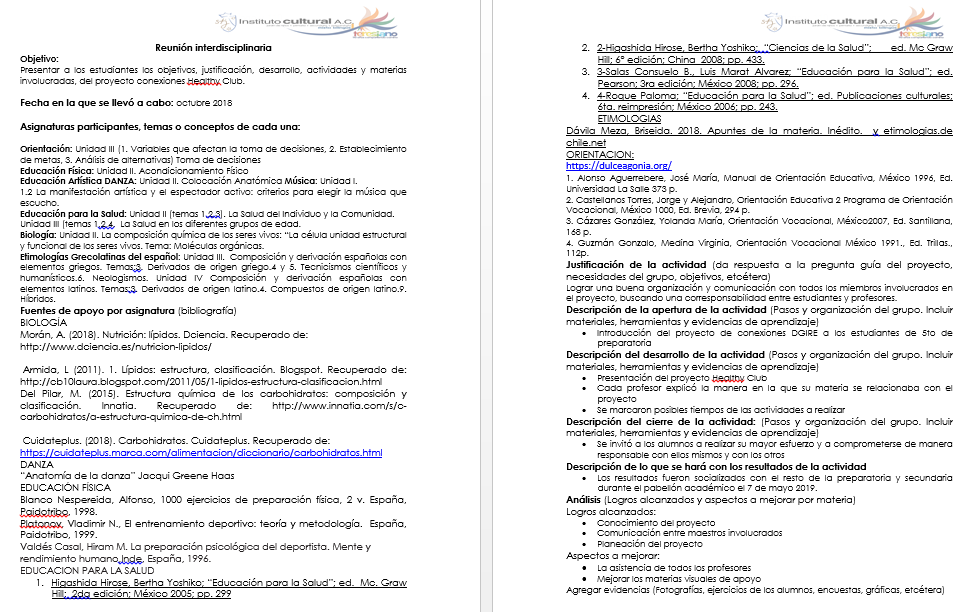 Instituto cultural A.C.
teresiano
Reunión interdisciplinaria
Objetivo:
Presentar a los estudiantes los objetivos, justificación, desarrollo, actividades y materias
involucradas, del proyecto conexiones Healthy Club.
Fecha en la que se llevó a cabo: octubre 2018
Asignaturas participantes, temas o conceptos de cada una:
Orientación: Unidad III (1. Variables que afectan la toma de decisiones, 2. Establecimiento
de metas, 3. Análisis de alternativas) Toma de decisiones
Educación Física: Unidad II. Acondicionamiento Físico
Educación Artística DANZA: Unidad II. Colocación Anatómica Música: Unidad I.
1.2 La manifestación artística y el espectador activo: criterios para elegir la música que
escucho.
Educación para la Salud: Unidad II (temas 1,2,3). La Salud del Individuo y la Comunidad.
Unidad III (temas 1,2,4, La Salud en los diferentes grupos de edad.
Biología: Unidad II. La composición química de los seres vivos: “La célula unidad estructural
y funcional de los seres vivos. Tema: Moléculas orgánicas.
Etimologías Grecolatinas del español: Unidad III. Composición y derivación españolas con
elementos griegos. Temas:3. Derivados de origen griego.4 y 5. Tecnicismos científicos y
humanísticos.6. Neologismos. Unidad IV Composición y derivación españolas con
elementos latinos. Temas:3. Derivados de origen latino.4. Compuestos de origen latino.9.
Híbridos.
Fuentes de apoyo por asignatura (bibliografía)
BIOLOGÍA
Morán, A. (2018). Nutrición: lípidos. Dciencia. Recuperado de:
http://www.dciencia.es/nutricion-lipidos/
Armida, L (2011). 1. Lípidos: estructura, clasificación. Blogspot. Recuperado de:
http://cb10laura.blogspot.com/2011/05/1-lipidos-estructura-clasificacion.html
Del Pilar, M. (2015). Estructura química de los carbohidratos: composición y
clasificación. Innatia. Recuperado de: http://www.innatia.com/s/c-
carbohidratos/a-estructura-quimica-de-ch.html
Cuidateplus. (2018). Carbohidratos. Cuidateplus. Recuperado de:
https://cuidateplus.marca.com/alimentacion/diccionario/carbohidratos.html
DANZA
“Anatomía de la danza” Jacqui Greene Haas
EDUCACIÓN FÍSICA
Blanco Nespereida, Alfonso, 1000 ejercicios de preparación física, 2 v. España,
Paidotribo, 1998.
Platonov, Vladimir N., El entrenamiento deportivo: teoría y metodología. España,
Paidotribo, 1999.
Valdés Casal, Hiram M. La preparación psicológica del deportista. Mente y
rendimiento humano,Inde, España, 1996.
EDUCACION PARA LA SALUD
1. Higashida Hirose, Bertha Yoshiko; “Educación para la Salud”; ed. Mc. Graw
Hill;. 2da edición; México 2005; pp. 299
Instituto cultural A.C.
teresiano
2. 2-Higashida Hirose, Bertha Yoshiko;. “Ciencias de la Salud”; ed. Mc Graw
Hill; 6ª edición; China 2008; pp. 433.
3. 3-Salas Consuelo B., Luis Marat Alvarez; “Educación para la Salud”; ed.
Pearson; 3ra edición; México 2008; pp. 296.
4. 4-Roque Paloma; “Educación para la Salud”; ed. Publicaciones culturales;
6ta. reimpresión; México 2006; pp. 243.
ETIMOLOGIAS
Dávila Meza, Briseida. 2018. Apuntes de la materia. Inédito. y etimologias.de
chile.net
ORIENTACION:
https://dulceagonia.org/
1. Alonso Aguerrebere, José María, Manual de Orientación Educativa, México 1996, Ed.
Universidad La Salle 373 p.
2. Castellanos Torres, Jorge y Alejandro, Orientación Educativa 2 Programa de Orientación
Vocacional, México 1000, Ed. Brevia, 294 p.
3. Cázares González, Yolanda María, Orientación Vocacional, México2007, Ed. Santillana,
168 p.
4. Guzmán Gonzalo, Medina Virginia, Orientación Vocacional México 1991., Ed. Trillas.,
112p.
Justificación de la actividad (da respuesta a la pregunta guía del proyecto,
necesidades del grupo, objetivos, etcétera)
Lograr una buena organización y comunicación con todos los miembros involucrados en
el proyecto, buscando una corresponsabilidad entre estudiantes y profesores.
Descripción de la apertura de la actividad (Pasos y organización del grupo. Incluir
materiales, herramientas y evidencias de aprendizaje)
• Introducción del proyecto de conexiones DGIRE a los estudiantes de 5to de
preparatoria
Descripción del desarrollo de la actividad (Pasos y organización del grupo. Incluir
materiales, herramientas y evidencias de aprendizaje)
• Presentación del proyecto Healthy Club
• Cada profesor explicó la manera en la que su materia se relacionaba con el
proyecto
• Se marcaron posibles tiempos de las actividades a realizar
Descripción del cierre de la actividad: (Pasos y organización del grupo. Incluir
materiales, herramientas y evidencias de aprendizaje)
• Se invitó a los alumnos a realizar su mayor esfuerzo y a comprometerse de manera
responsable con ellos mismos y con los otros
Descripción de lo que se hará con los resultados de la actividad
• Los resultados fueron socializados con el resto de la preparatoria y secundaria
durante el pabellón académico el 7 de mayo 2019.
Análisis (Logros alcanzados y aspectos a mejorar por materia)
Logros alcanzados:
• Conocimiento del proyecto
• Comunicación entre maestros involucrados
• Planeación del proyecto
Aspectos a mejorar:
• La asistencia de todos los profesores
• Mejorar los materias visuales de apoyo
Agregar evidencias (Fotografías, ejercicios de los alumnos, encuestas, gráficas, etcétera)